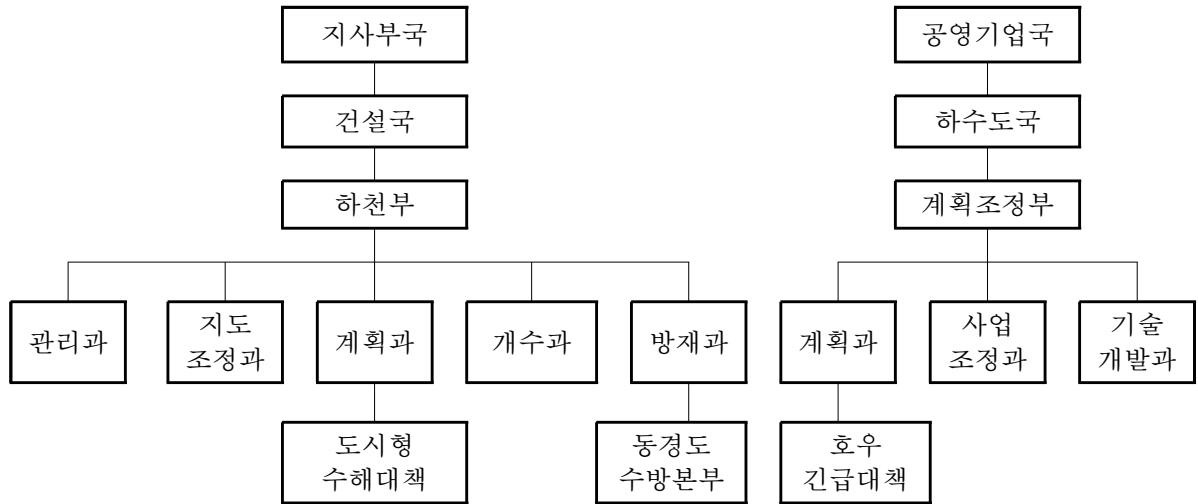 지사부국
공영기업국
건설국
하수도국
하천부
계획조정부
관리과
지도
조정과
계획과
개수과
방재과
계획과
사업
조정과
기술
개발과
도시형
수해대책
동경도
수방본부
호우
긴급대책